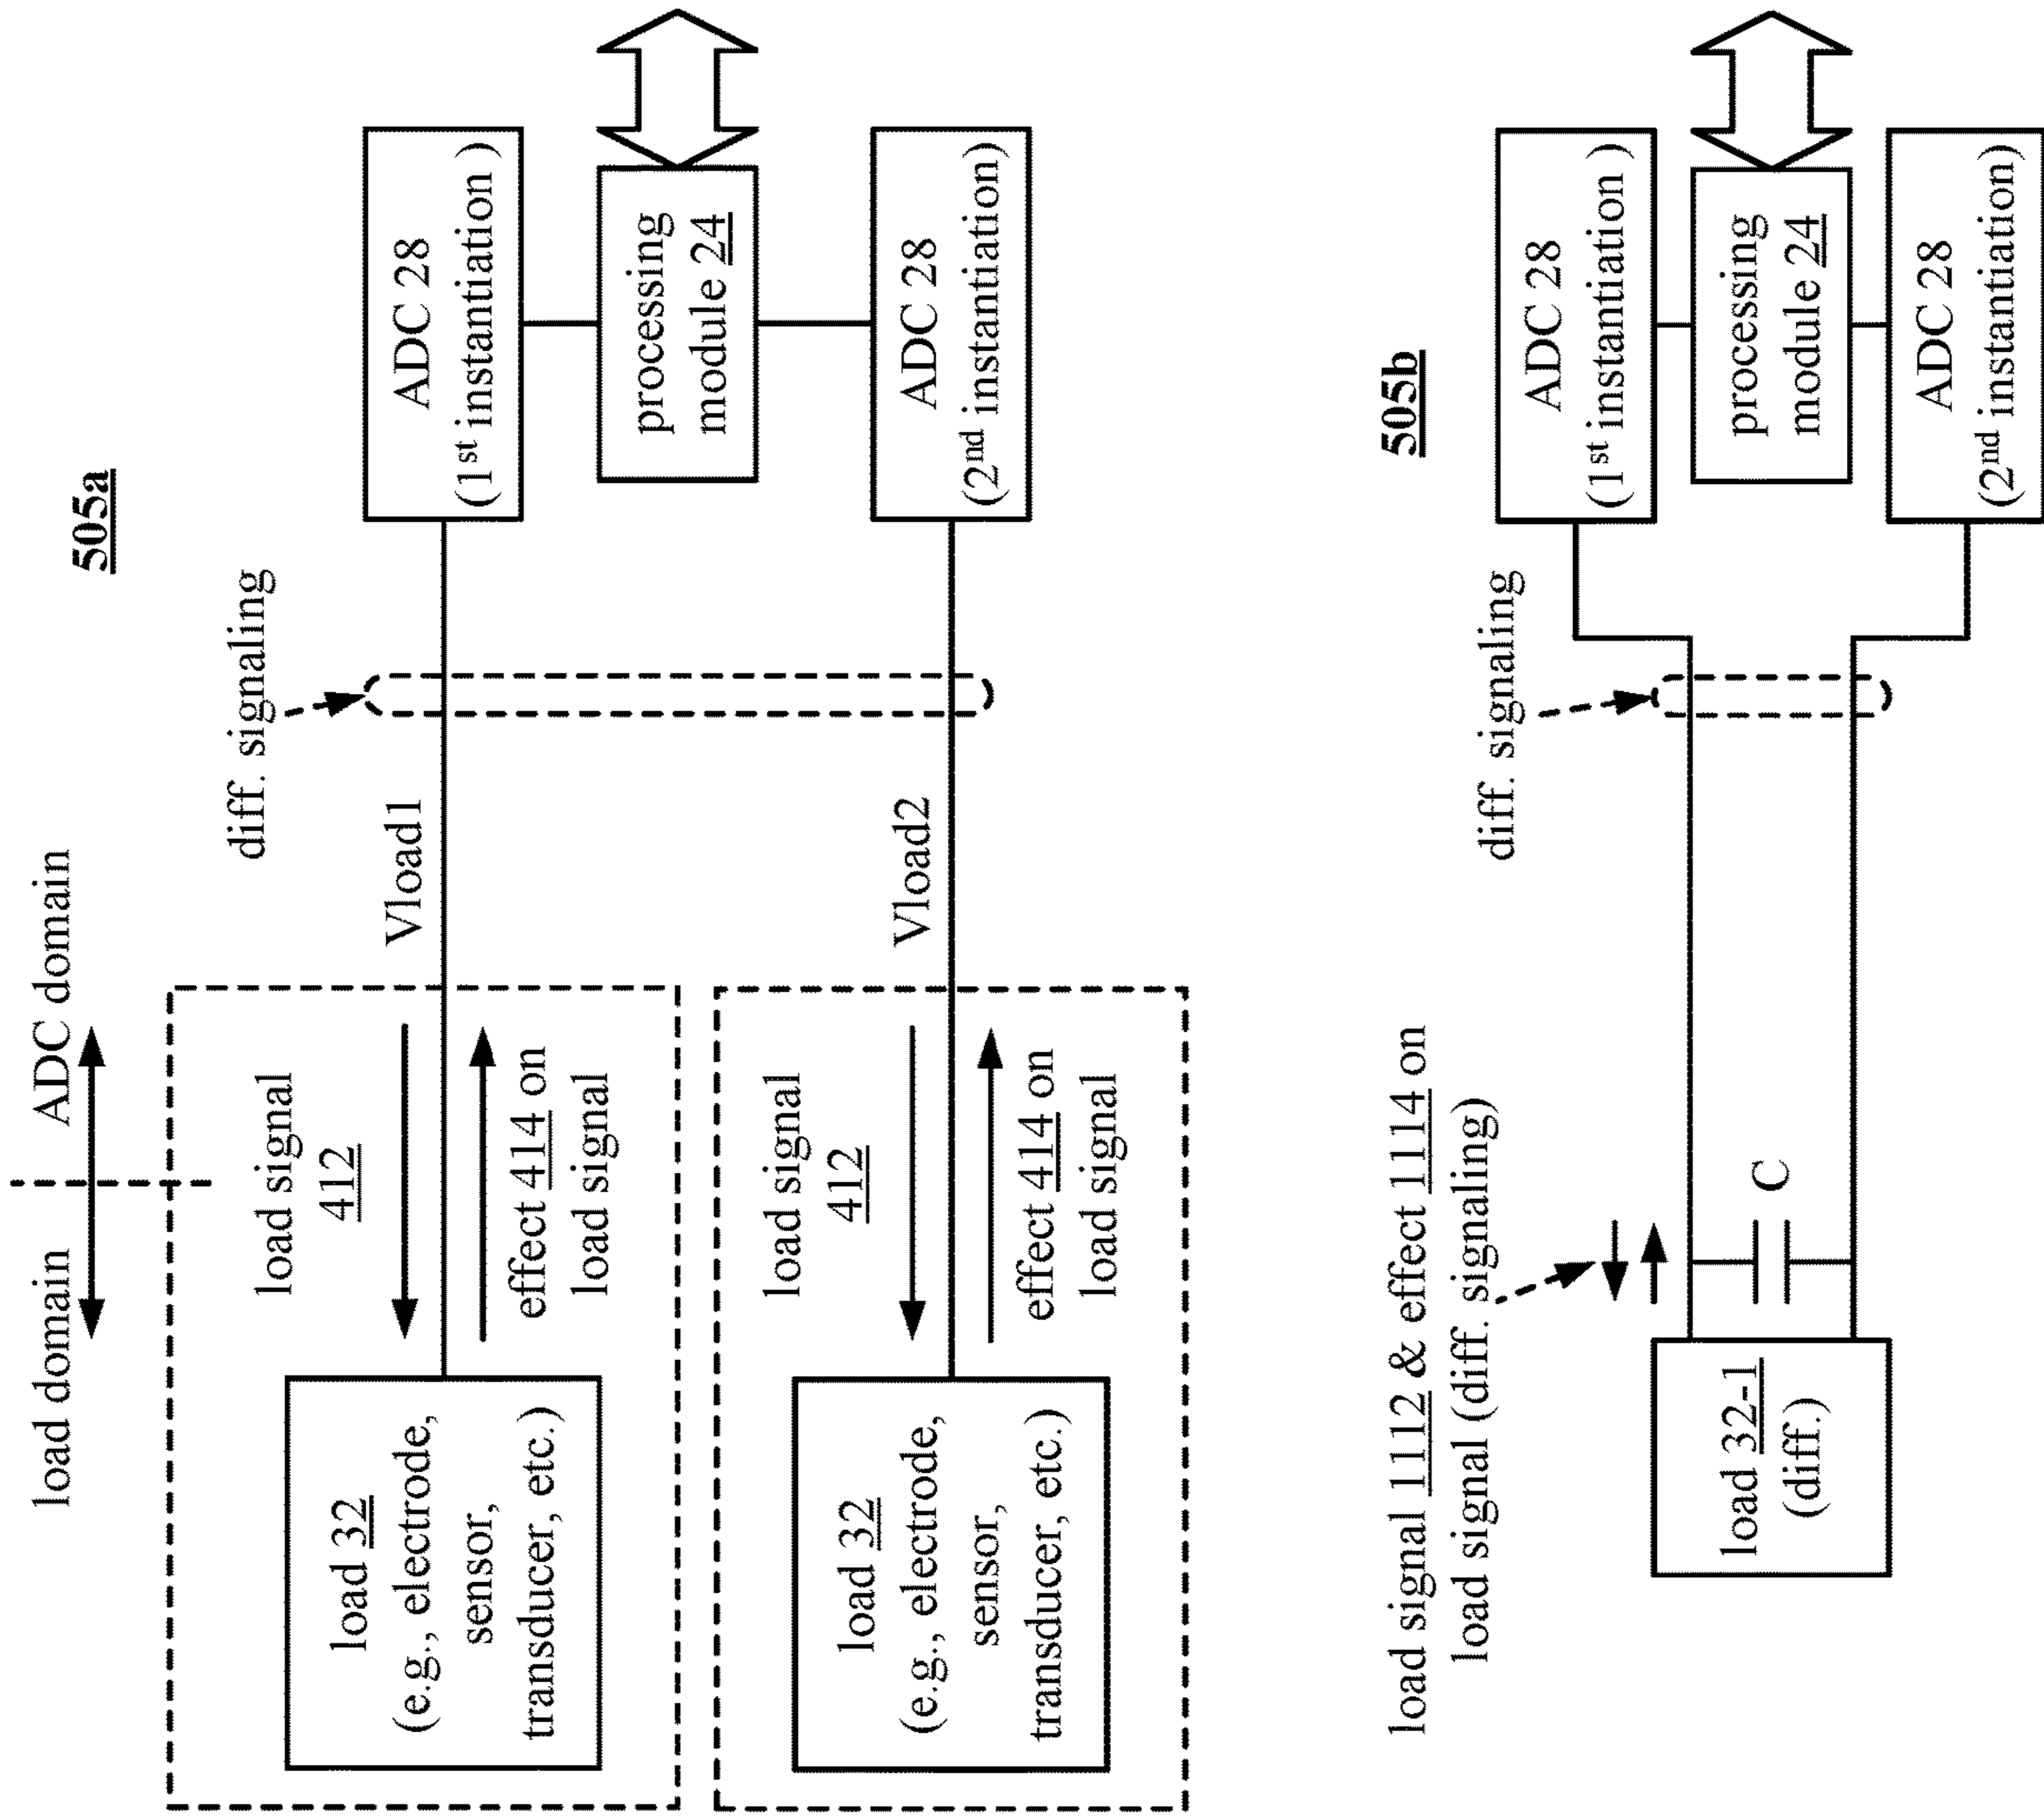 505a
load domain
ADC domain
diff. signaling
load signal
412
effect 414 on
load signal
Vload1
load 32
(e.g., electrode,
sensor,
transducer, etc.)
ADC 28
(1st instantiation )
processing
module 24
load signal
412
effect 414 on
load signal
Vload2
load 32
(e.g., electrode,
sensor,
transducer, etc.)
ADC 28
(2nd instantiation)
505b
load signal 1112 & effect 1114 on
load signal (diff. signaling)
diff. signaling
C
load 32-1
(diff.)
ADC 28
(1st instantiation )
processing
module 24
ADC 28
(2nd instantiation)